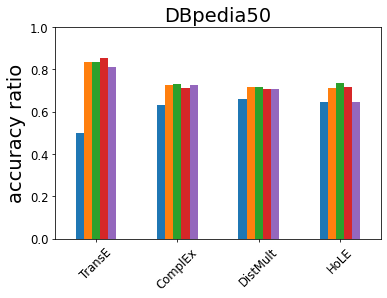 DBpedia50
accuracy ratio
1.0
0.8
0.6
0.4
0.2
0.0
TransE
ComplEx
DistMult
HoLE